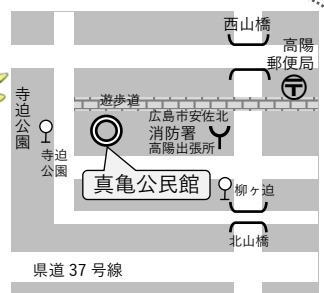 西山橋
高陽
郵便局
遊歩道
寺迫公園
寺迫
公園
広島市安佐北
消防署
高陽出張所
真亀公民館
柳ヶ迫
北山橋
県道 37 号線